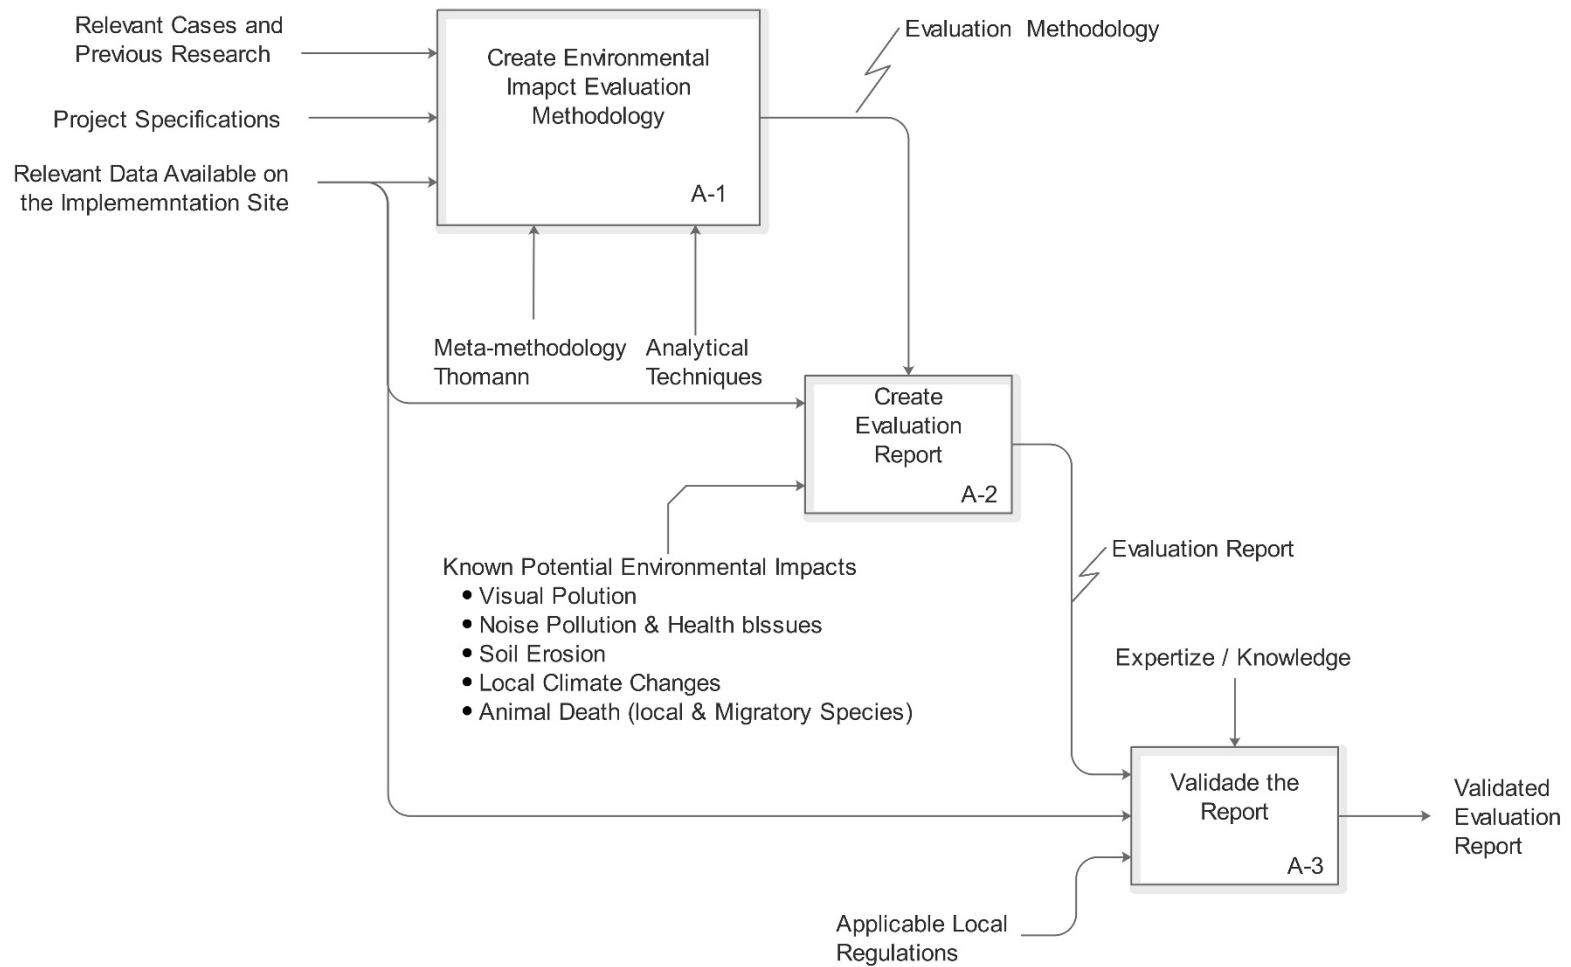 Relevant Cases and
Previous Research
Project Specifications
Relevant Data Available on
the Implememntation Site
Create Environmental
Imapct Evaluation
Methodology
A-1
Evaluation Methodology
Meta-methodology
Thomann
Analytical
Techniques
Create
Evaluation
Report
A-2
Known Potential Environmental Impacts
• Visual Polution
• Noise Pollution & Health bIssues
• Soil Erosion
• Local Climate Changes
• Animal Death (local & Migratory Species)
Evaluation Report
Expertize / Knowledge
Validade the
Report
A-3
Validated
Evaluation
Report
Applicable Local
Regulations